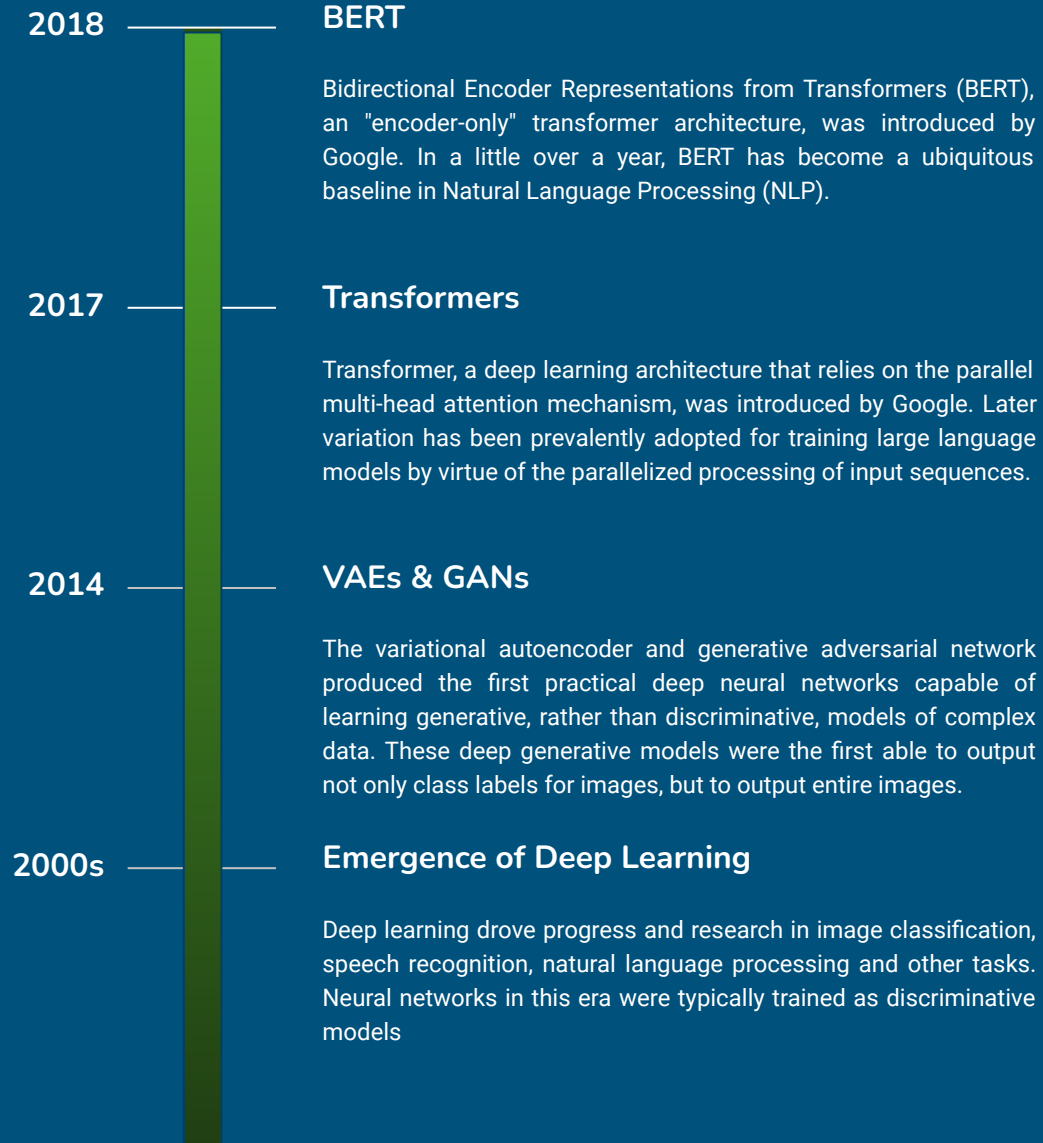 2018
BERT
Bidirectional Encoder Representations from Transformers (BERT),
an "encoder-only" transformer architecture, was introduced by
Google. In a little over a year, BERT has become a ubiquitous
baseline in Natural Language Processing (NLP).
2017
Transformers
Transformer, a deep learning architecture that relies on the parallel
multi-head attention mechanism, was introduced by Google. Later
variation has been prevalently adopted for training large language
models by virtue of the parallelized processing of input sequences.
2014
VAEs & GANs
The variational autoencoder and generative adversarial network
produced the first practical deep neural networks capable of
learning generative, rather than discriminative, models of complex
data. These deep generative models were the first able to output
not only class labels for images, but to output entire images.
2000s
Emergence of Deep Learning
Deep learning drove progress and research in image classification,
speech recognition, natural language processing and other tasks.
Neural networks in this era were typically trained as discriminative
models